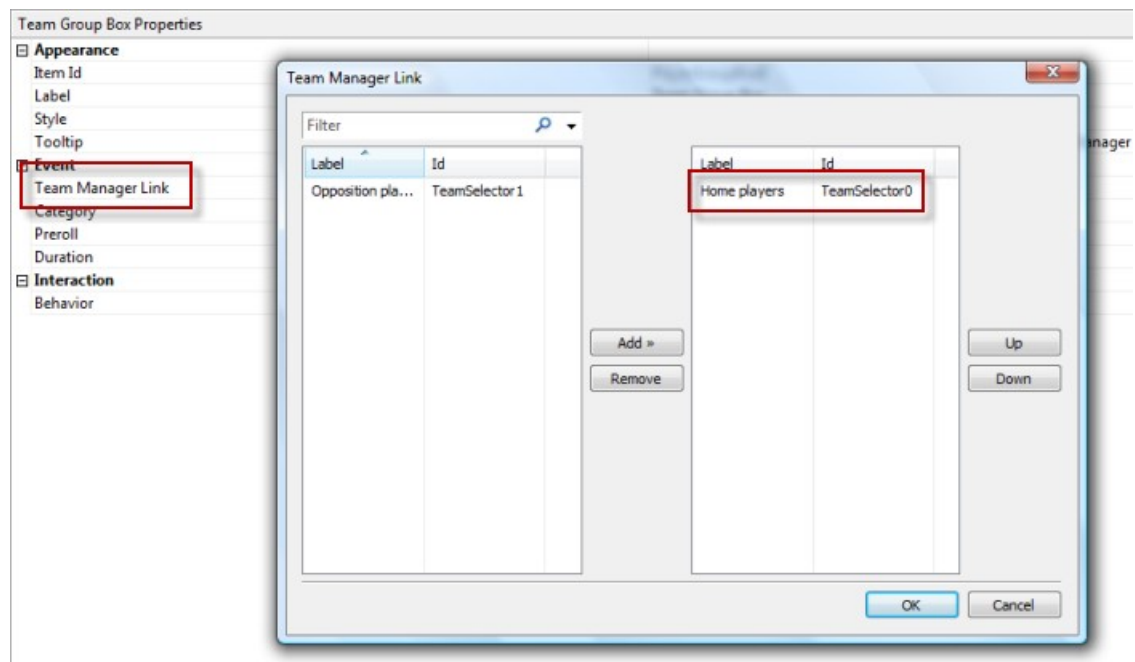 Team Group Box Properties
Appearance
Item Id
Label
Style
Tooltip
Event
Team Manager Link
Category
Preroll
Duration
Interaction
Behavior
anager
Team Manager Link
Filter
Label Id
Opposition pla... TeamSelector1
Label Id
Home players TeamSelector0
Add »
Remove
Up
Down
OK
Cancel